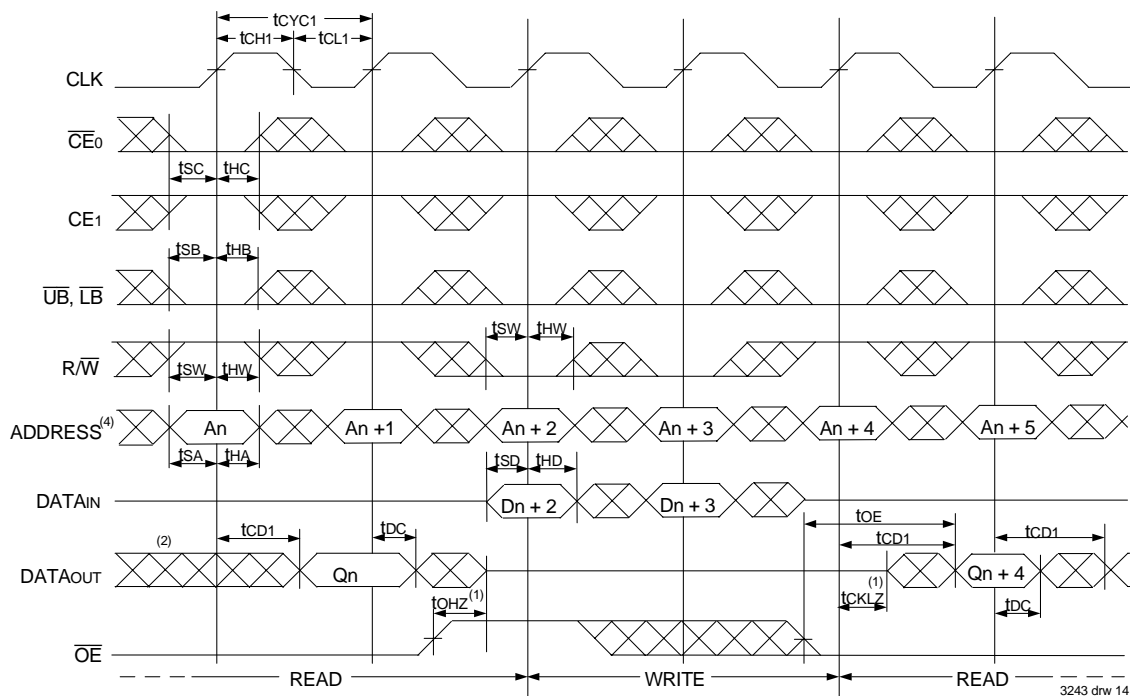 tCYC1
tCH1 tCL1
CLK
CE0
tSC tHC
CE1
tSB tHB
UB, LB
tSW tHW
R/W
tSW tHW
ADDRESS(4) An An +1 An + 2 An + 3 An + 4 An + 5
tSA tHA tSD tHD
DATAIN Dn + 2 Dn + 3
tOE
tCD1 tDC tCD1 tCD1
(2)
DATAOUT Qn Qn + 4
tOHZ(1) tCKLZ(1) tDC
OE
READ WRITE READ
3243 drw 14